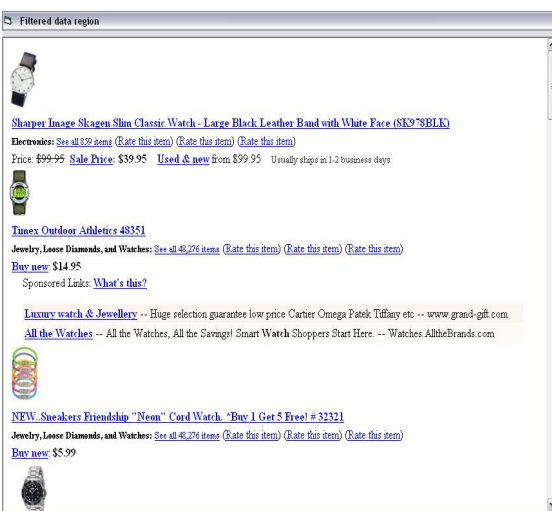 Filtered data region
Sharper Image Skagen Slim Classic Watch - Large Black Leather Band with White Face (SK978BLK)
Electronics: See all 859 items (Rate this item) (Rate this item) (Rate this item)
Price: $99.95 Sale Price: $39.95 Used & new from $99.95 Usually ships in 1-2 business days
Timex Outdoor Athletics 48351
Jewelry, Loose Diamonds, and Watches: See all 48,276 items (Rate this item) (Rate this item) (Rate this item)
Buy new: $14.95
Sponsored Links: What's this?
Luxury watch & Jewellery -- Huge selection guarantee low price Cartier Omega Patek Tiffany etc -- www.grand-gift.com
All the Watches -- All the Watches, All the Savings! Smart Watch Shoppers Start Here. -- Watches.AlltheBrands.com
NEW..Sneakers Friendship "Neon" Cord Watch. *Buy 1 Get 5 Free! # 32321
Jewelry, Loose Diamonds, and Watches: See all 48,276 items (Rate this item) (Rate this item) (Rate this item)
Buy new: $5.99